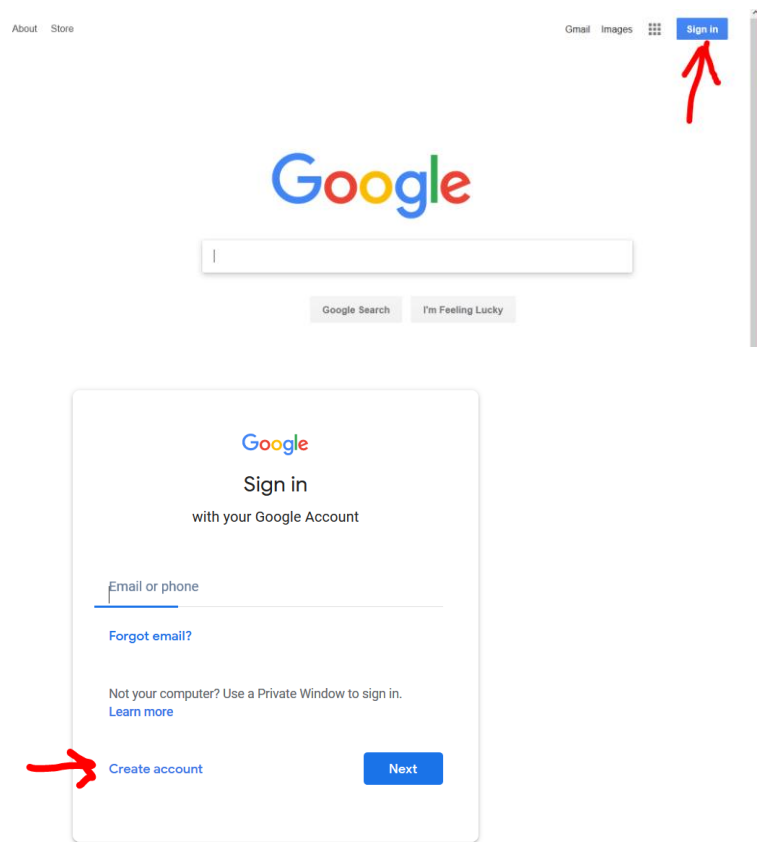 About Store Gmail Images Sign in
Google
Google Search I'm Feeling Lucky
Google
Sign in
with your Google Account
Email or phone
Forgot email?
Not your computer? Use a Private Window to sign in.
Learn more
Create account Next